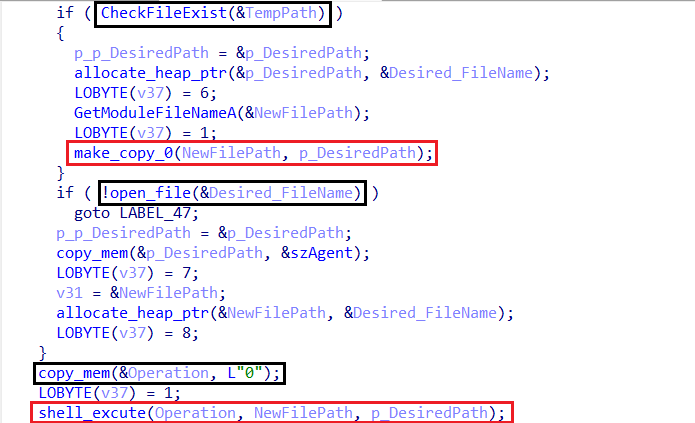 if ( CheckFileExist(&TempPath) )
{
p_p_DesiredPath = &p_DesiredPath;
allocate_heap_ptr(&p_DesiredPath, &Desired_FileName);
LOBYTE(v37) = 6;
GetModuleFileNameA(&NewFilePath);
LOBYTE(v37) = 1;
make_copy_0(NewFilePath, p_DesiredPath);
}
if ( !open_file(&Desired_FileName) )
goto LABEL_47;
p_p_DesiredPath = &p_DesiredPath;
copy_mem(&p_DesiredPath, &szAgent);
LOBYTE(v37) = 7;
v31 = &NewFilePath;
allocate_heap_ptr(&NewFilePath, &Desired_FileName);
LOBYTE(v37) = 8;
}
copy_mem(&Operation, L"0");
LOBYTE(v37) = 1;
shell_excute(Operation, NewFilePath, p_DesiredPath);